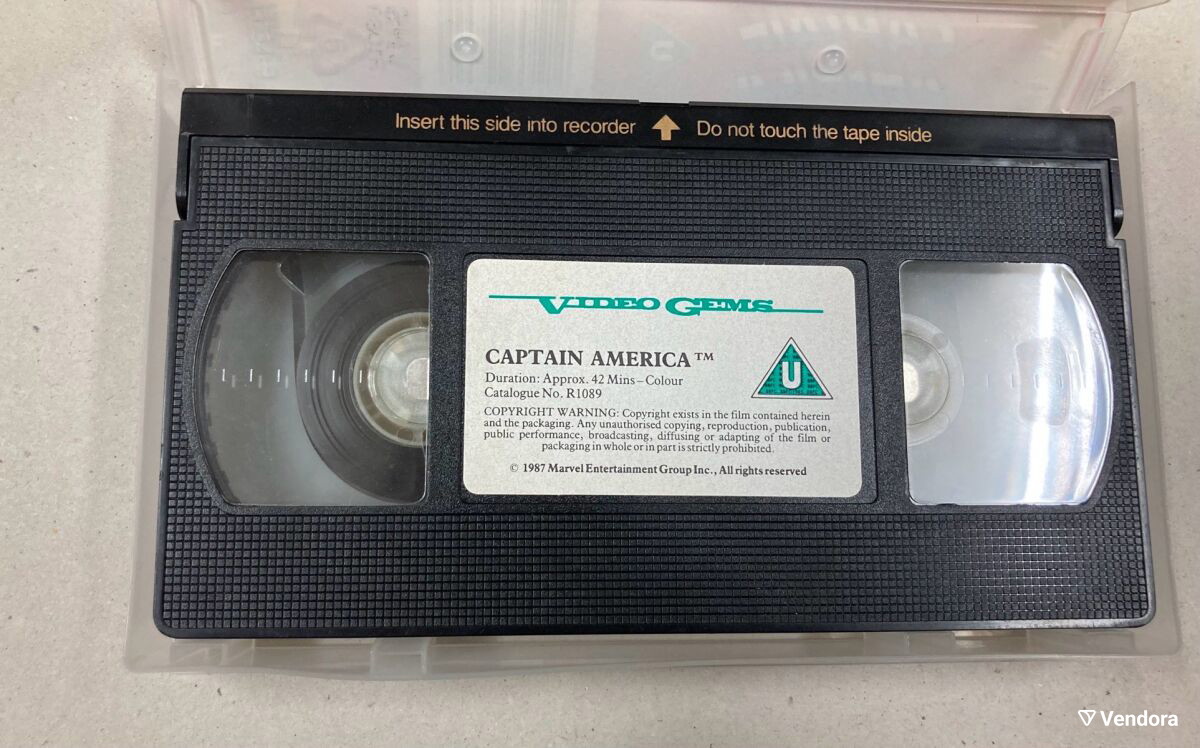 Insert this side into recorder Do not touch the tape inside
VIDEO GEMS
CAPTAIN AMERICA™
U
Duration: Approx. 42 Mins – Colour
Catalogue No. R1089
COPYRIGHT WARNING: Copyright exists in the film contained herein
and the packaging. Any unauthorised copying, reproduction, publication,
public performance, broadcasting, diffusing or adapting of the film or
packaging in whole or in part is strictly prohibited.
© 1987 Marvel Entertainment Group Inc., All rights reserved
Vendora